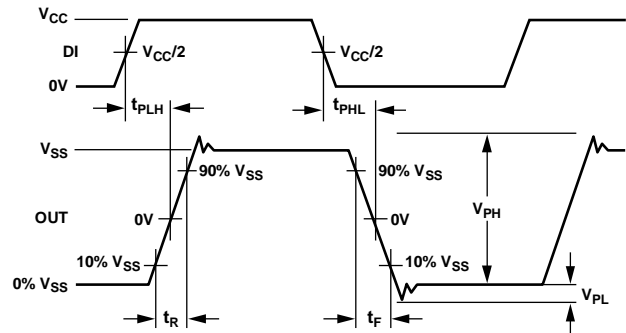 VCC
DI
VCC/2
VCC/2
0V
tPLH
tPHL
VSS
90% VSS
90% VSS
VPH
OUT
0V
0V
10% VSS
10% VSS
0% VSS
tR
tF
VPL